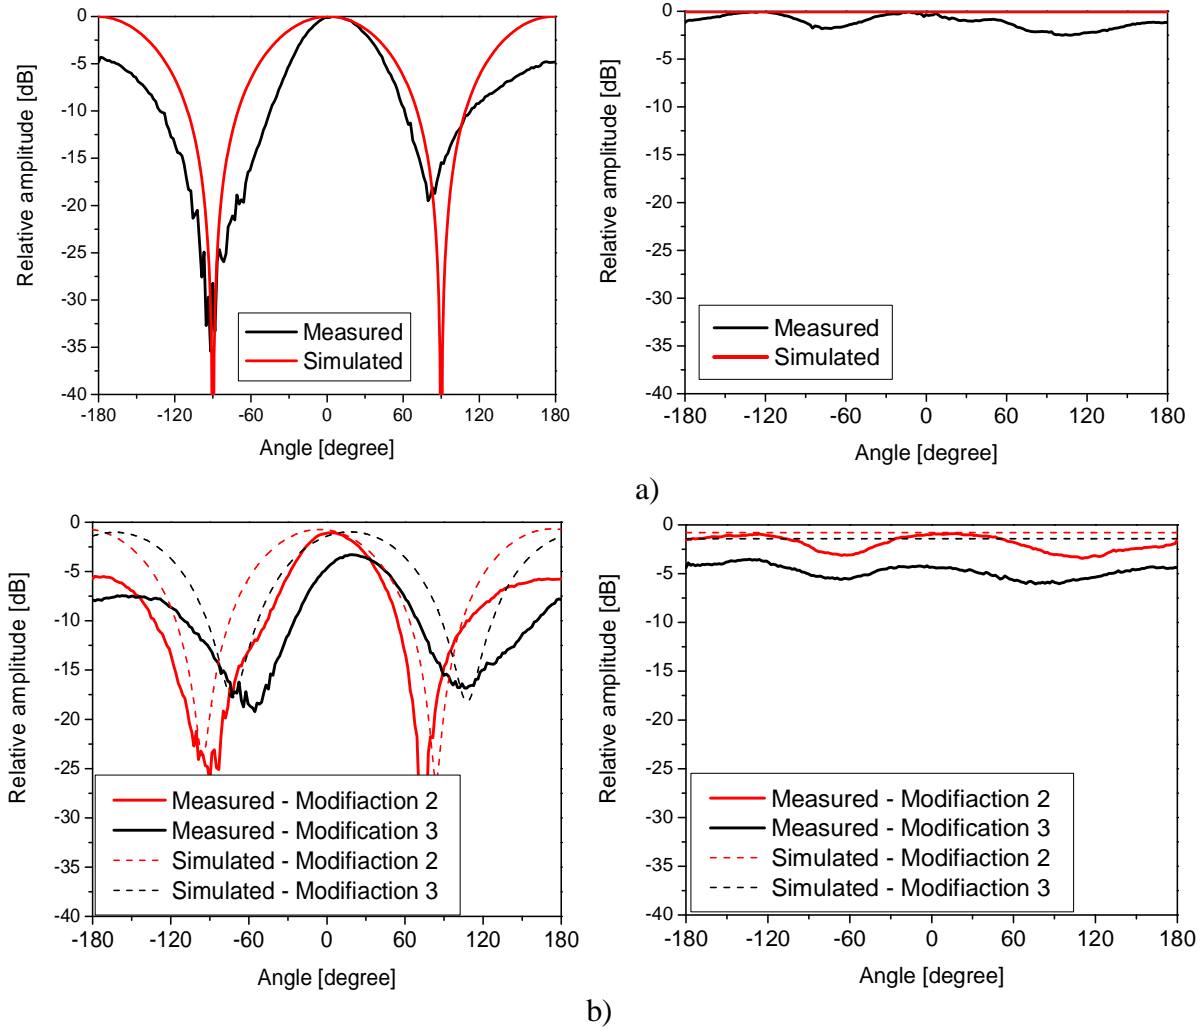 0
-5
-10
-15
-20
-25
-30
-35
-40
Relative amplitude [dB]
Measured
Simulated
-180 -120 -60 0 60 120 180
Angle [degree]
0
-5
-10
-15
-20
-25
-30
-35
-40
Relative amplitude [dB]
Measured
Simulated
-180 -120 -60 0 60 120 180
Angle [degree]
a)
0
-5
-10
-15
-20
-25
-30
-35
-40
Relative amplitude [dB]
Measured - Modifiaction 2
Measured - Modification 3
Simulated - Modifiaction 2
Simulated - Modifiaction 3
-180 -120 -60 0 60 120 180
Angle [degree]
0
-5
-10
-15
-20
-25
-30
-35
-40
Relative amplitude [dB]
Measured - Modifiaction 2
Measured - Modification 3
Simulated - Modifiaction 2
Simulated - Modifiaction 3
-180 -120 -60 0 60 120 180
Angle [degree]
b)